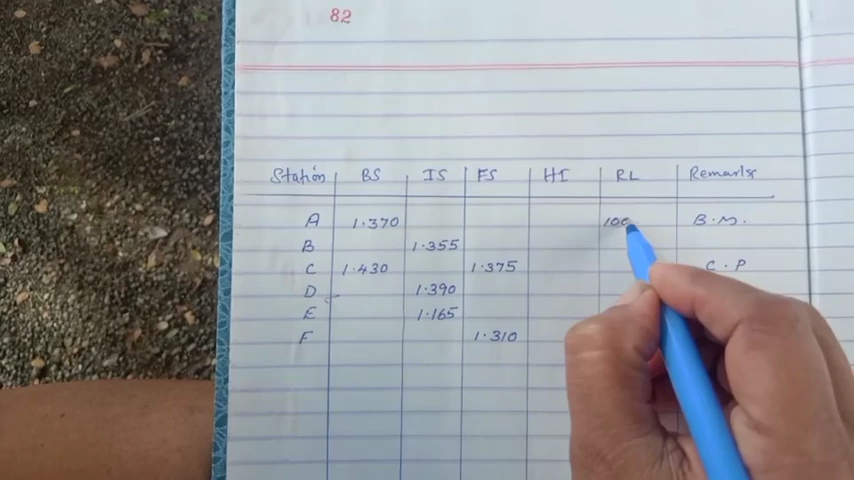 82
Station BS IS FS HI RL Remarks
A 1.370 100 B.M.
B 1.355
C 1.430 1.375 C.P
D 1.390
E 1.165
F 1.310